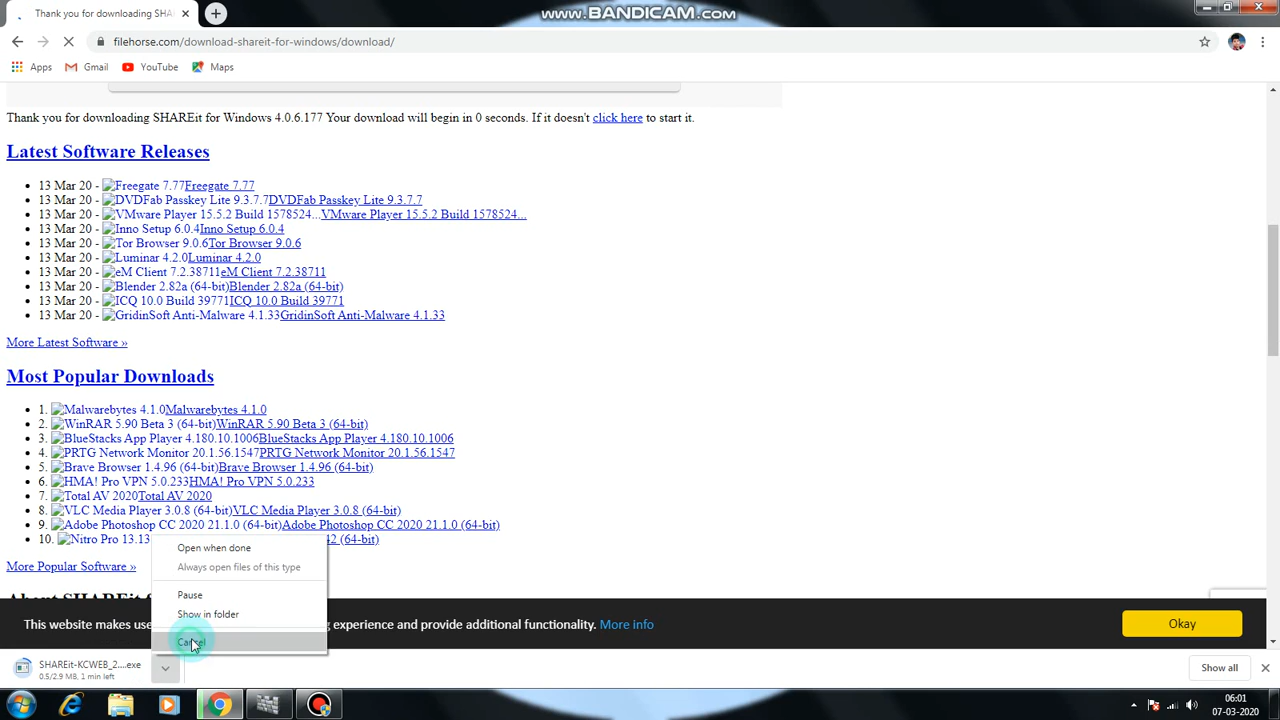 Thank you for downloading SHA
www.BANDICAM.com
filehorse.com/download-shareit-for-windows/download/
Apps Gmail YouTube Maps
Thank you for downloading SHAREit for Windows 4.0.6.177 Your download will begin in 0 seconds. If it doesn't click here to start it.
Latest Software Releases
13 Mar 20 - Freegate 7.77Freegate 7.77
13 Mar 20 - DVDFab Passkey Lite 9.3.7.7DVDFab Passkey Lite 9.3.7.7
13 Mar 20 - VMware Player 15.5.2 Build 1578524...VMware Player 15.5.2 Build 1578524...
13 Mar 20 - Inno Setup 6.0.4Inno Setup 6.0.4
13 Mar 20 - Tor Browser 9.0.6Tor Browser 9.0.6
13 Mar 20 - Luminar 4.2.0Luminar 4.2.0
13 Mar 20 - eM Client 7.2.38711eM Client 7.2.38711
13 Mar 20 - Blender 2.82a (64-bit)Blender 2.82a (64-bit)
13 Mar 20 - ICQ 10.0 Build 39771ICQ 10.0 Build 39771
13 Mar 20 - GridinSoft Anti-Malware 4.1.33GridinSoft Anti-Malware 4.1.33
More Latest Software »
Most Popular Downloads
1. Malwarebytes 4.1.0Malwarebytes 4.1.0
2. WinRAR 5.90 Beta 3 (64-bit)WinRAR 5.90 Beta 3 (64-bit)
3. BlueStacks App Player 4.180.10.1006BlueStacks App Player 4.180.10.1006
4. PRTG Network Monitor 20.1.56.1547PRTG Network Monitor 20.1.56.1547
5. Brave Browser 1.4.96 (64-bit)Brave Browser 1.4.96 (64-bit)
6. HMA! Pro VPN 5.0.233HMA! Pro VPN 5.0.233
7. Total AV 2020Total AV 2020
8. VLC Media Player 3.0.8 (64-bit)VLC Media Player 3.0.8 (64-bit)
9. Adobe Photoshop CC 2020 21.1.0 (64-bit)Adobe Photoshop CC 2020 21.1.0 (64-bit)
10. Nitro Pro 13.13 42 (64-bit)
Open when done
More Popular Software »
Always open files of this type
Pause
About SHAREit
Show in folder
This website makes use experience and provide additional functionality. More info Okay
Cancel
SHAREit-KCWEB_2....exe
0.5/2.9 MB, 1 min left
Show all
06:01
07-03-2020